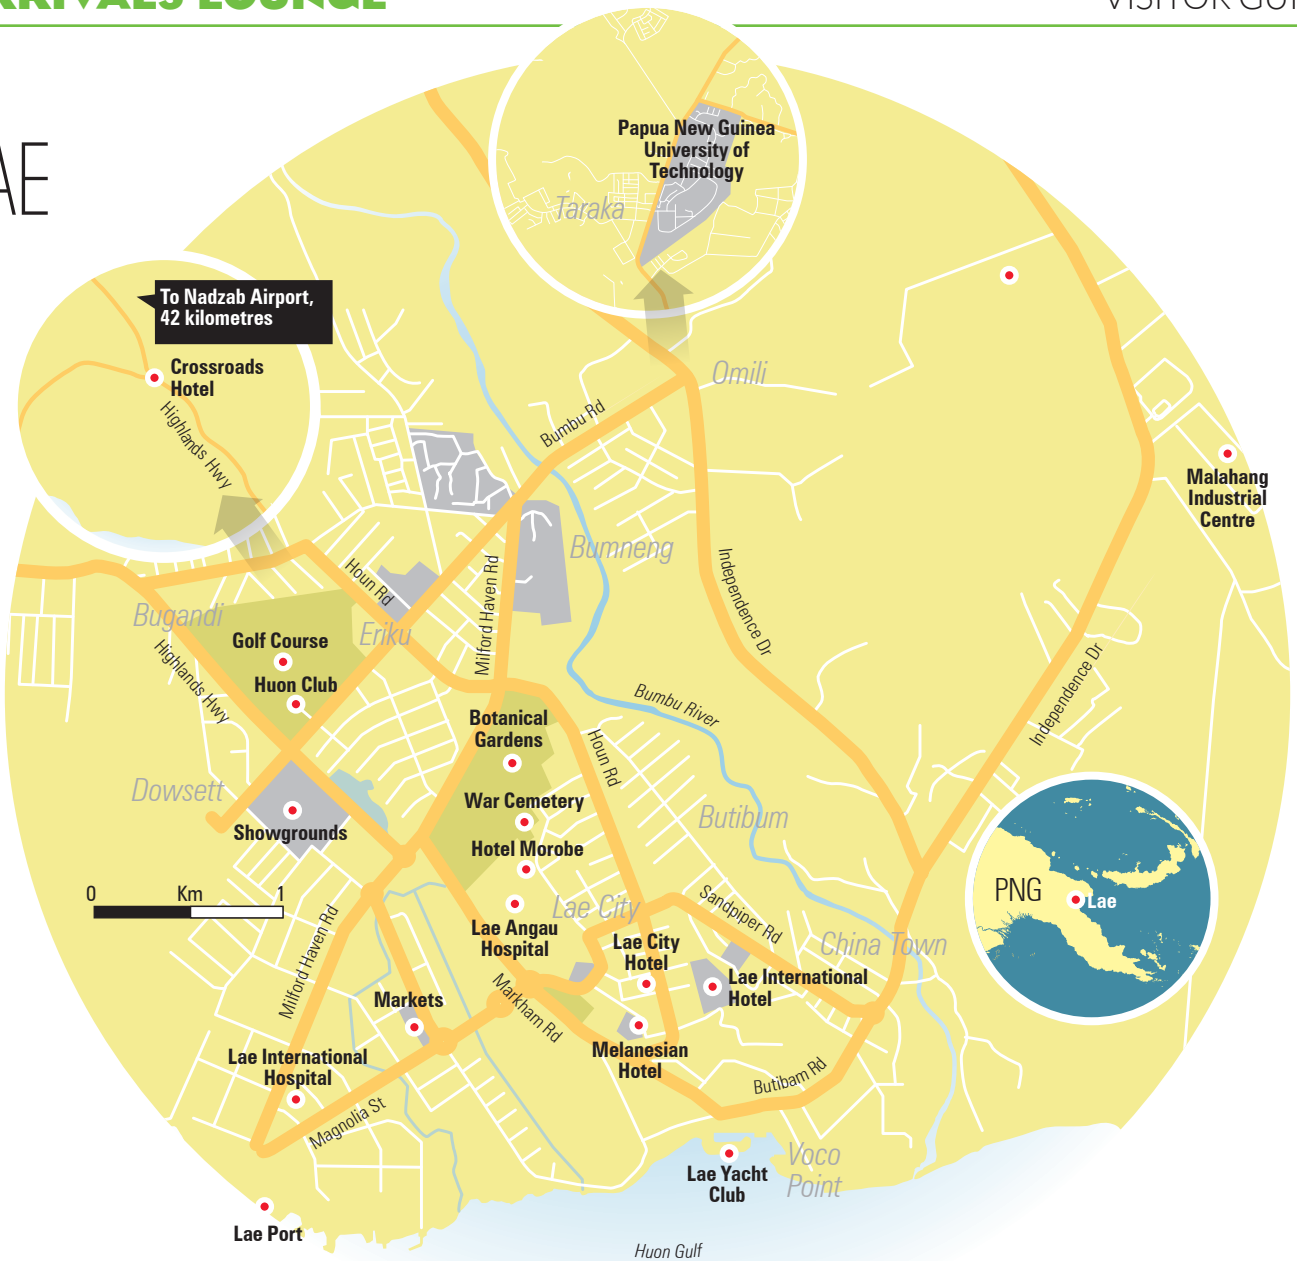 ARRIVALS LOUNGE
VISITOR GUI
LAE
Papua New Guinea
University of
Technology
Taraka
To Nadzab Airport,
42 kilometres
Crossroads
Hotel
Highlands Hwy
Omili
Bumbu Rd
Malahang
Industrial
Centre
Bumneng
Houn Rd
Milford Haven Rd
Independence Dr
Bugandi
Eriku
Golf Course
Highlands Hwy
Huon Club
Independence Dr
Bumbu River
Botanical
Gardens
Houn Rd
Dowsett
War Cemetery
Butibum
Showgrounds
Hotel Morobe
0 Km 1
PNG
Lae
Lae City
Sandpiper Rd
Lae Angau
Hospital
China Town
Lae City
Hotel
Milford Haven Rd
Lae International
Hotel
Markets
Markham Rd
Melanesian
Hotel
Lae International
Hospital
Butibam Rd
Magnolia St
Voco
Point
Lae Yacht
Club
Lae Port
Huon Gulf